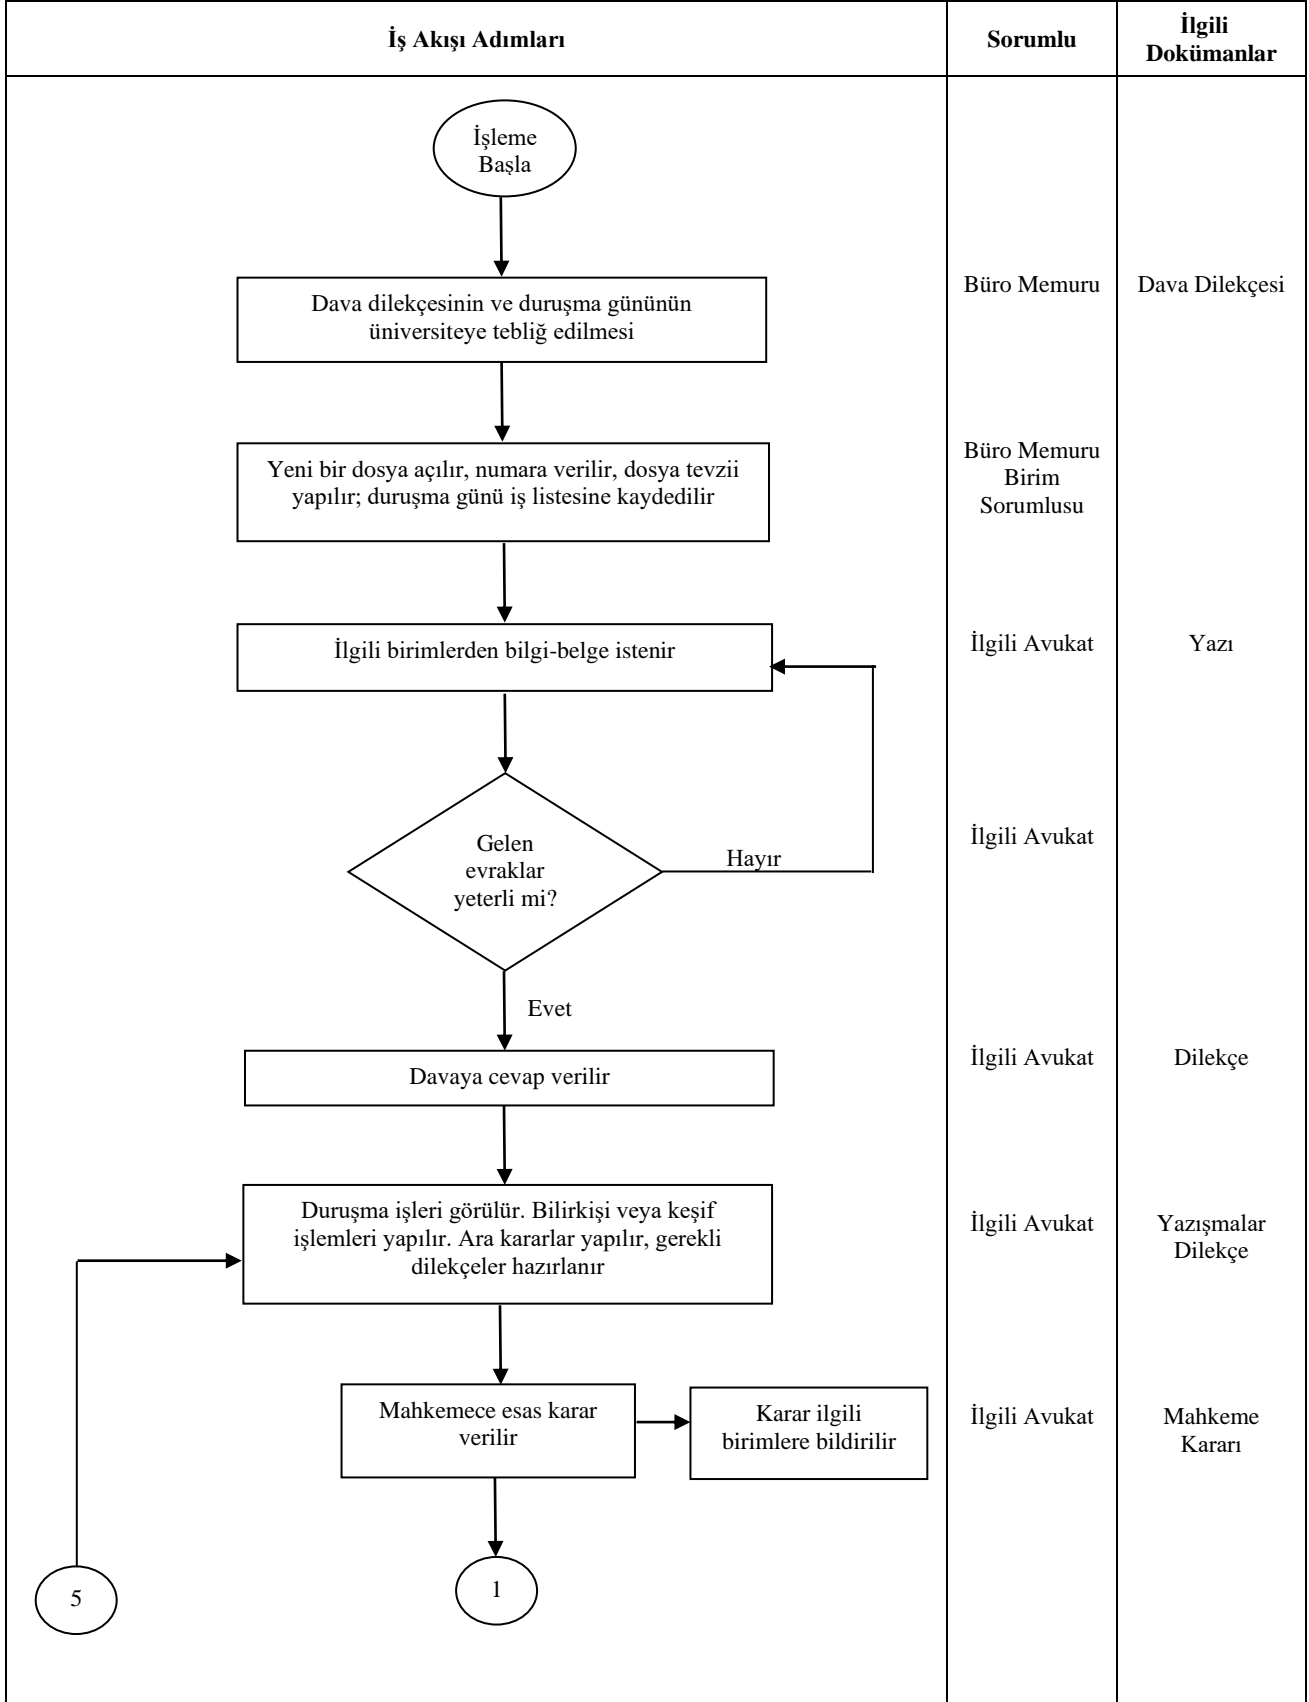 İş Akışı Adımları
Sorumlu
İlgili
Dokümanlar
İşleme
Başla
Dava dilekçesinin ve duruşma gününün
üniversiteye tebliğ edilmesi
Büro Memuru
Dava Dilekçesi
Yeni bir dosya açılır, numara verilir, dosya tevzii
yapılır; duruşma günü iş listesine kaydedilir
Büro Memuru
Birim
Sorumlusu
İlgili birimlerden bilgi-belge istenir
İlgili Avukat
Yazı
Gelen
evraklar
yeterli mi?
Hayır
İlgili Avukat
Evet
Davaya cevap verilir
İlgili Avukat
Dilekçe
Duruşma işleri görülür. Bilirkişi veya keşif
işlemleri yapılır. Ara kararlar yapılır, gerekli
dilekçeler hazırlanır
İlgili Avukat
Yazışmalar
Dilekçe
Mahkemece esas karar
verilir
Karar ilgili
birimlere bildirilir
İlgili Avukat
Mahkeme
Kararı
5
1